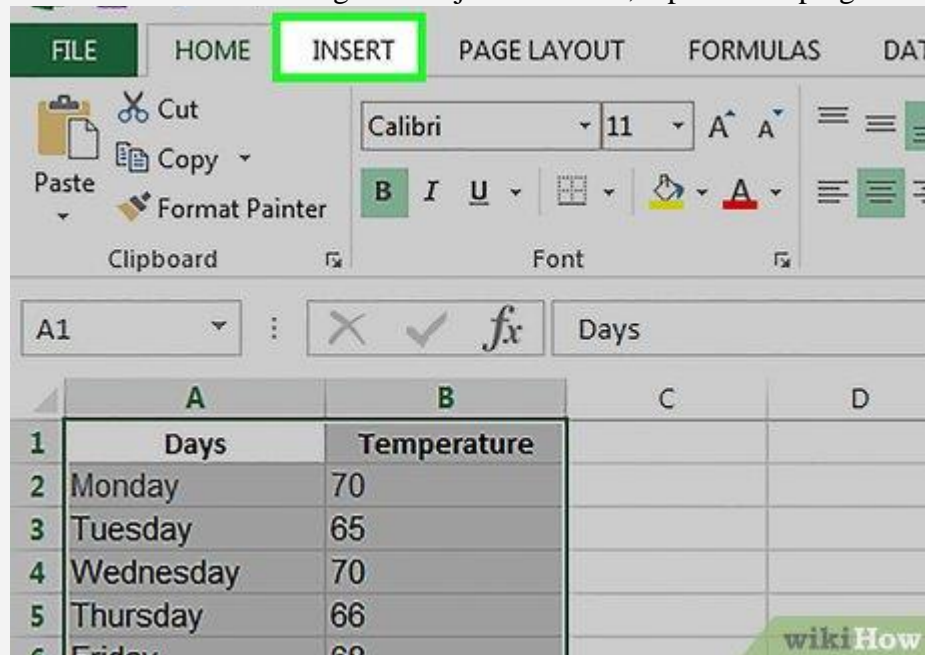 FILE HOME INSERT PAGE LAYOUT FORMULAS
Cut
Calibri 11 A A
Copy
Paste B I U A
Format Painter
Clipboard Font
A1 fx Days
A B C D
1 Days Temperature
2 Monday 70
3 Tuesday 65
4 Wednesday 70
5 Thursday 66
wikiHow